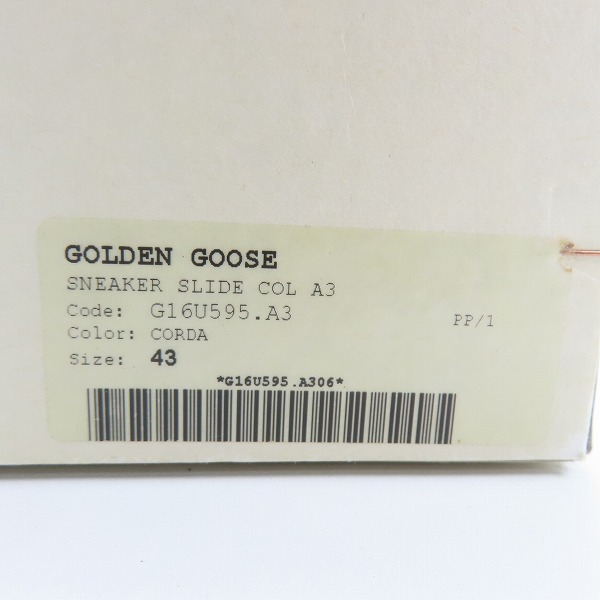 GOLDEN GOOSE
SNEAKER SLIDE COL A3
Code: G16U595.A3
PP/1
Color: CORDA
Size: 43
*G16U595.A306*